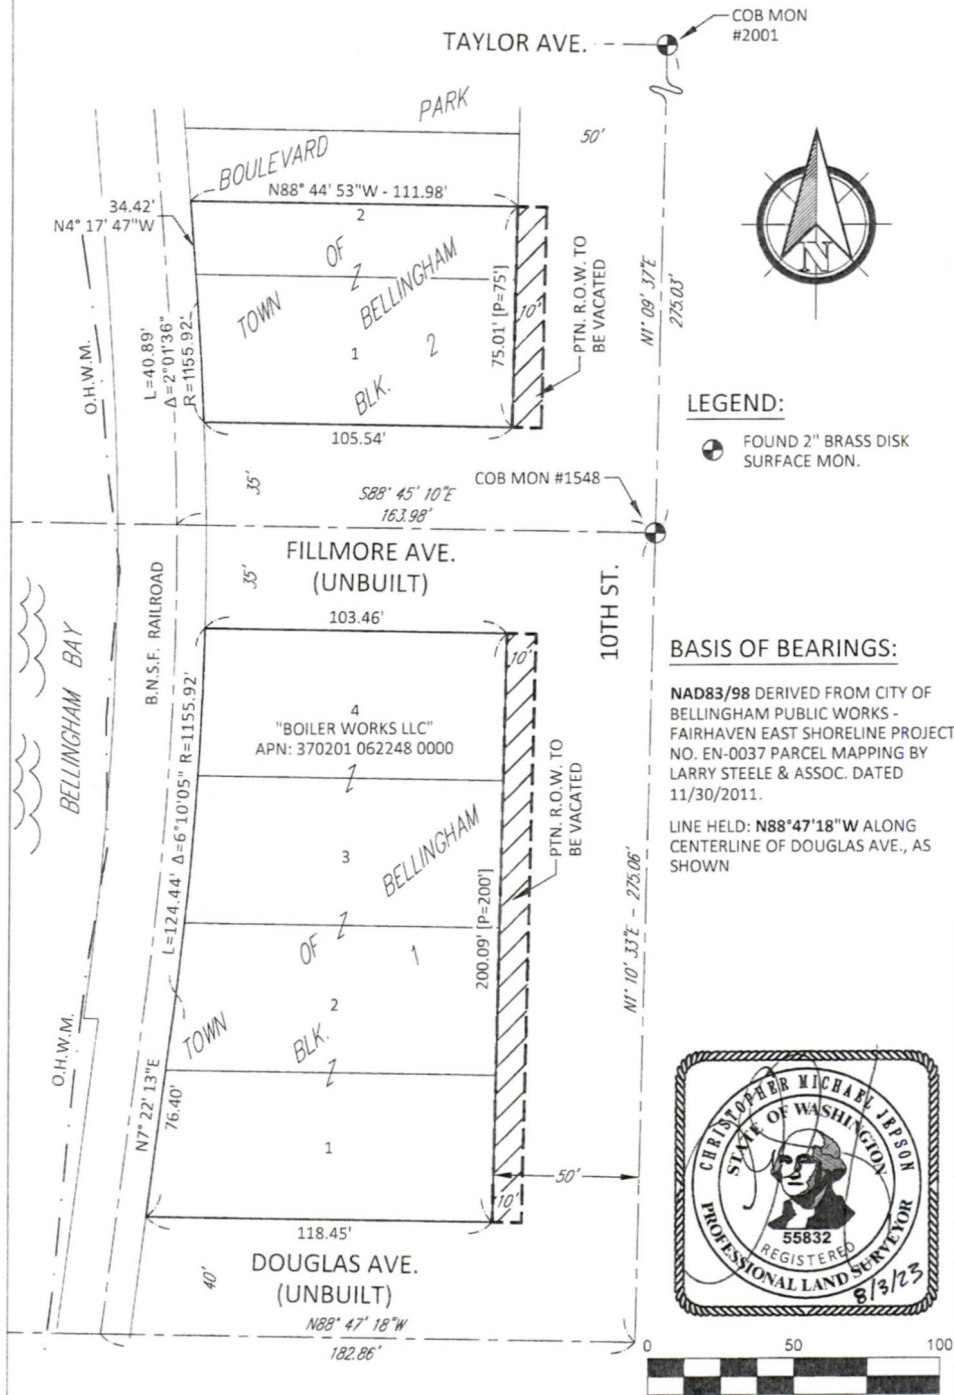 TAYLOR AVE.
COB MON
#2001
PARK
50'
BOULEVARD
N88° 44' 53"W - 111.98'
34.42'
N4° 17' 47"W
2
OF
BELLINGHAM
TOWN
1
2
BLK.
75.01' [P=75']
10'
PTN. R.O.W. TO
BE VACATED
N1° 09' 37"E
275.03'
N
O.H.W.M.
L=40.89'
Δ=2°01'36"
R=1155.92'
105.54'
LEGEND:
FOUND 2" BRASS DISK
SURFACE MON.
35'
COB MON #1548
S88° 45' 10"E
163.98'
FILLMORE AVE.
(UNBUILT)
35'
10TH ST.
103.46'
BELLINGHAM BAY
B.N.S.F. RAILROAD
10'
4
"BOILER WORKS LLC"
APN: 370201 062248 0000
L=124.44' Δ=6°10'05" R=1155.92'
3
BELLINGHAM
OF
1
2
TOWN
BLK.
200.09' [P=200']
PTN. R.O.W. TO
BE VACATED
N1° 10' 33"E - 275.06'
BASIS OF BEARINGS:
NAD83/98 DERIVED FROM CITY OF
BELLINGHAM PUBLIC WORKS -
FAIRHAVEN EAST SHORELINE PROJECT
NO. EN-0037 PARCEL MAPPING BY
LARRY STEELE & ASSOC. DATED
11/30/2011.
LINE HELD: N88°47'18"W ALONG
CENTERLINE OF DOUGLAS AVE., AS
SHOWN
O.H.W.M.
N7° 22' 13"E
76.40'
1
50'
10'
118.45'
DOUGLAS AVE.
(UNBUILT)
40'
N88° 47' 18"W
182.86'
CHRISTOPHER MICHAEL JEPSON
STATE OF WASHINGTON
55832
REGISTERED
PROFESSIONAL LAND SURVEYOR
8/3/23
0 50 100